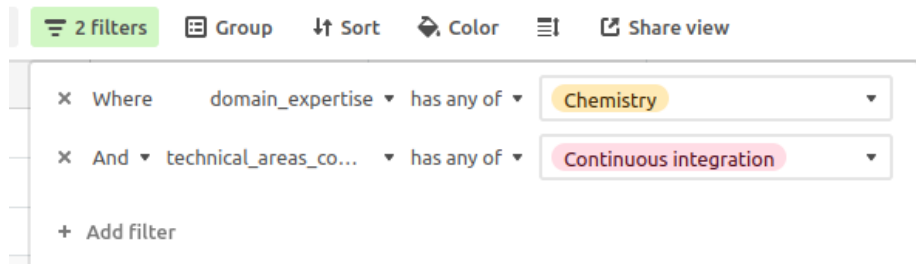 2 filters Group Sort Color Share view
Where domain_expertise has any of Chemistry
And technical_areas_co... has any of Continuous integration
+ Add filter